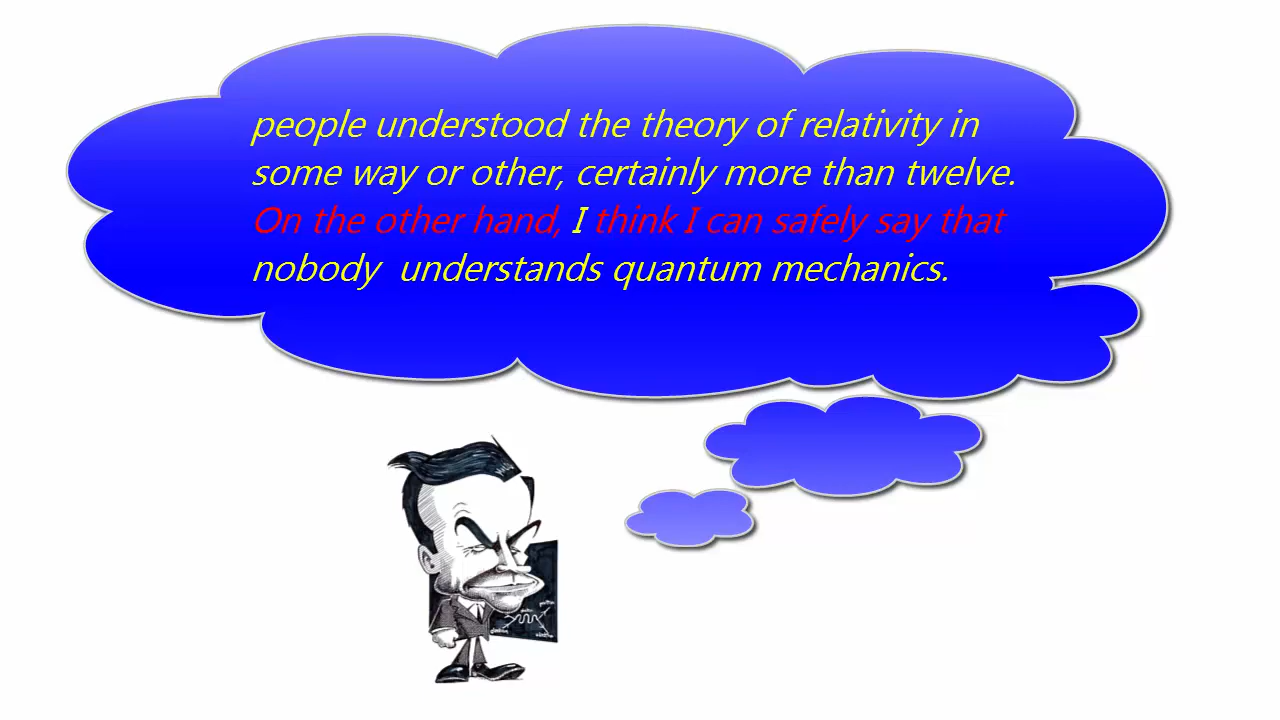 people understood the theory of relativity in
some way or other, certainly more than twelve.
On the other hand, I think I can safely say that
nobody  understands quantum mechanics.